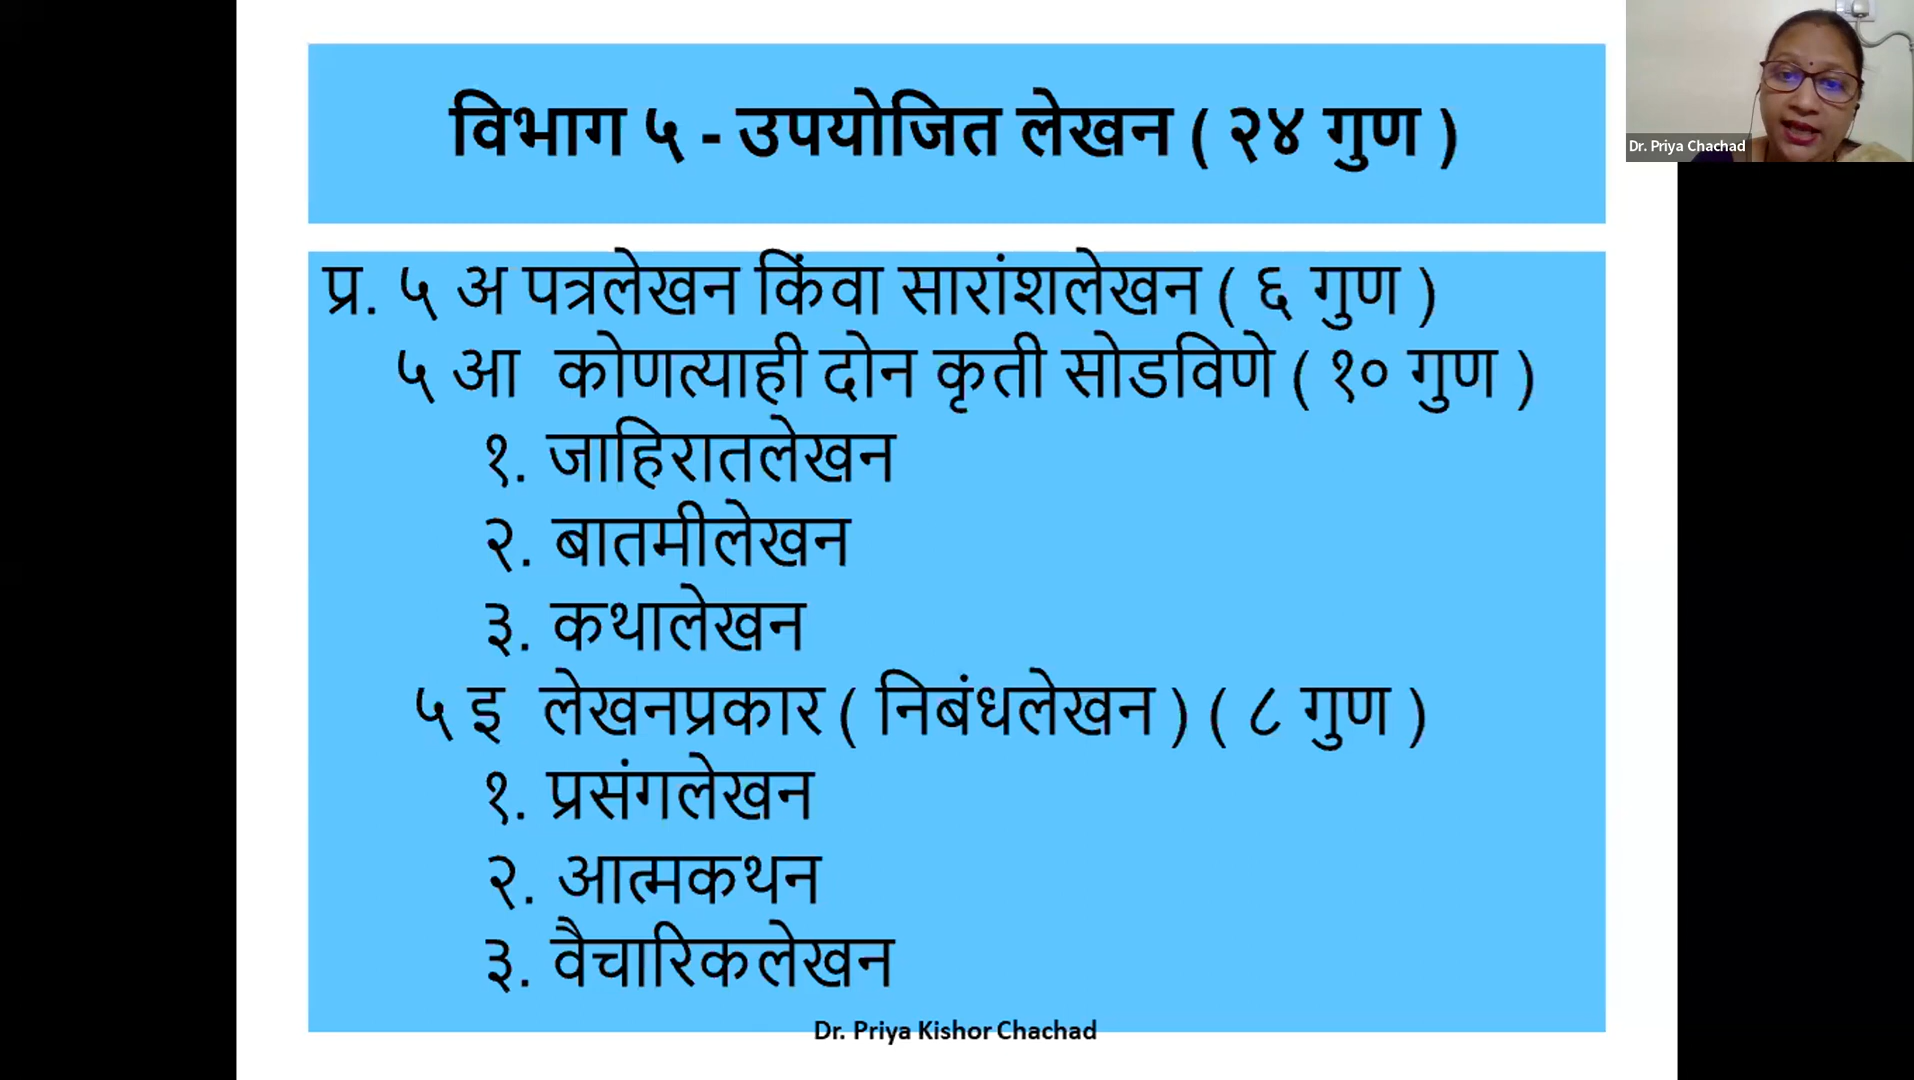 विभाग ५ - उपयोजित लेखन ( २४ गुण )
Dr. Priya Chachad
प्र. ५ अ पत्रलेखन किंवा सारांशलेखन ( ६ गुण )
५ आ कोणत्याही दोन कृती सोडविणे ( १० गुण )
१. जाहिरातलेखन
२. बातमीलेखन
३. कथालेखन
५ इ लेखनप्रकार ( निबंधलेखन ) ( ८ गुण )
१. प्रसंगलेखन
२. आत्मकथन
३. वैचारिकलेखन
Dr. Priya Kishor Chachad